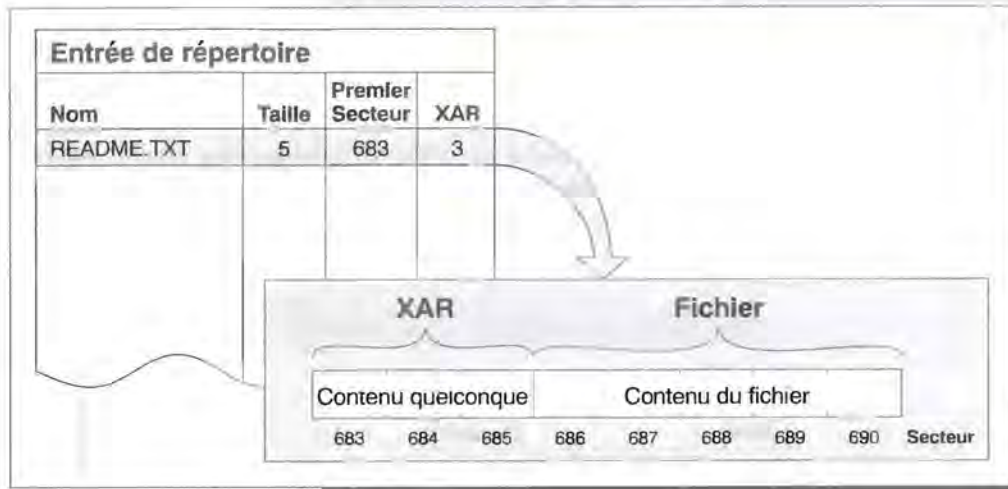 Entrée de répertoire
Nom Taille Premier Secteur XAR
README.TXT 5 683 3
XAR Fichier
Contenu quelconque Contenu du fichier
683 684 685 686 687 688 689 690 Secteur